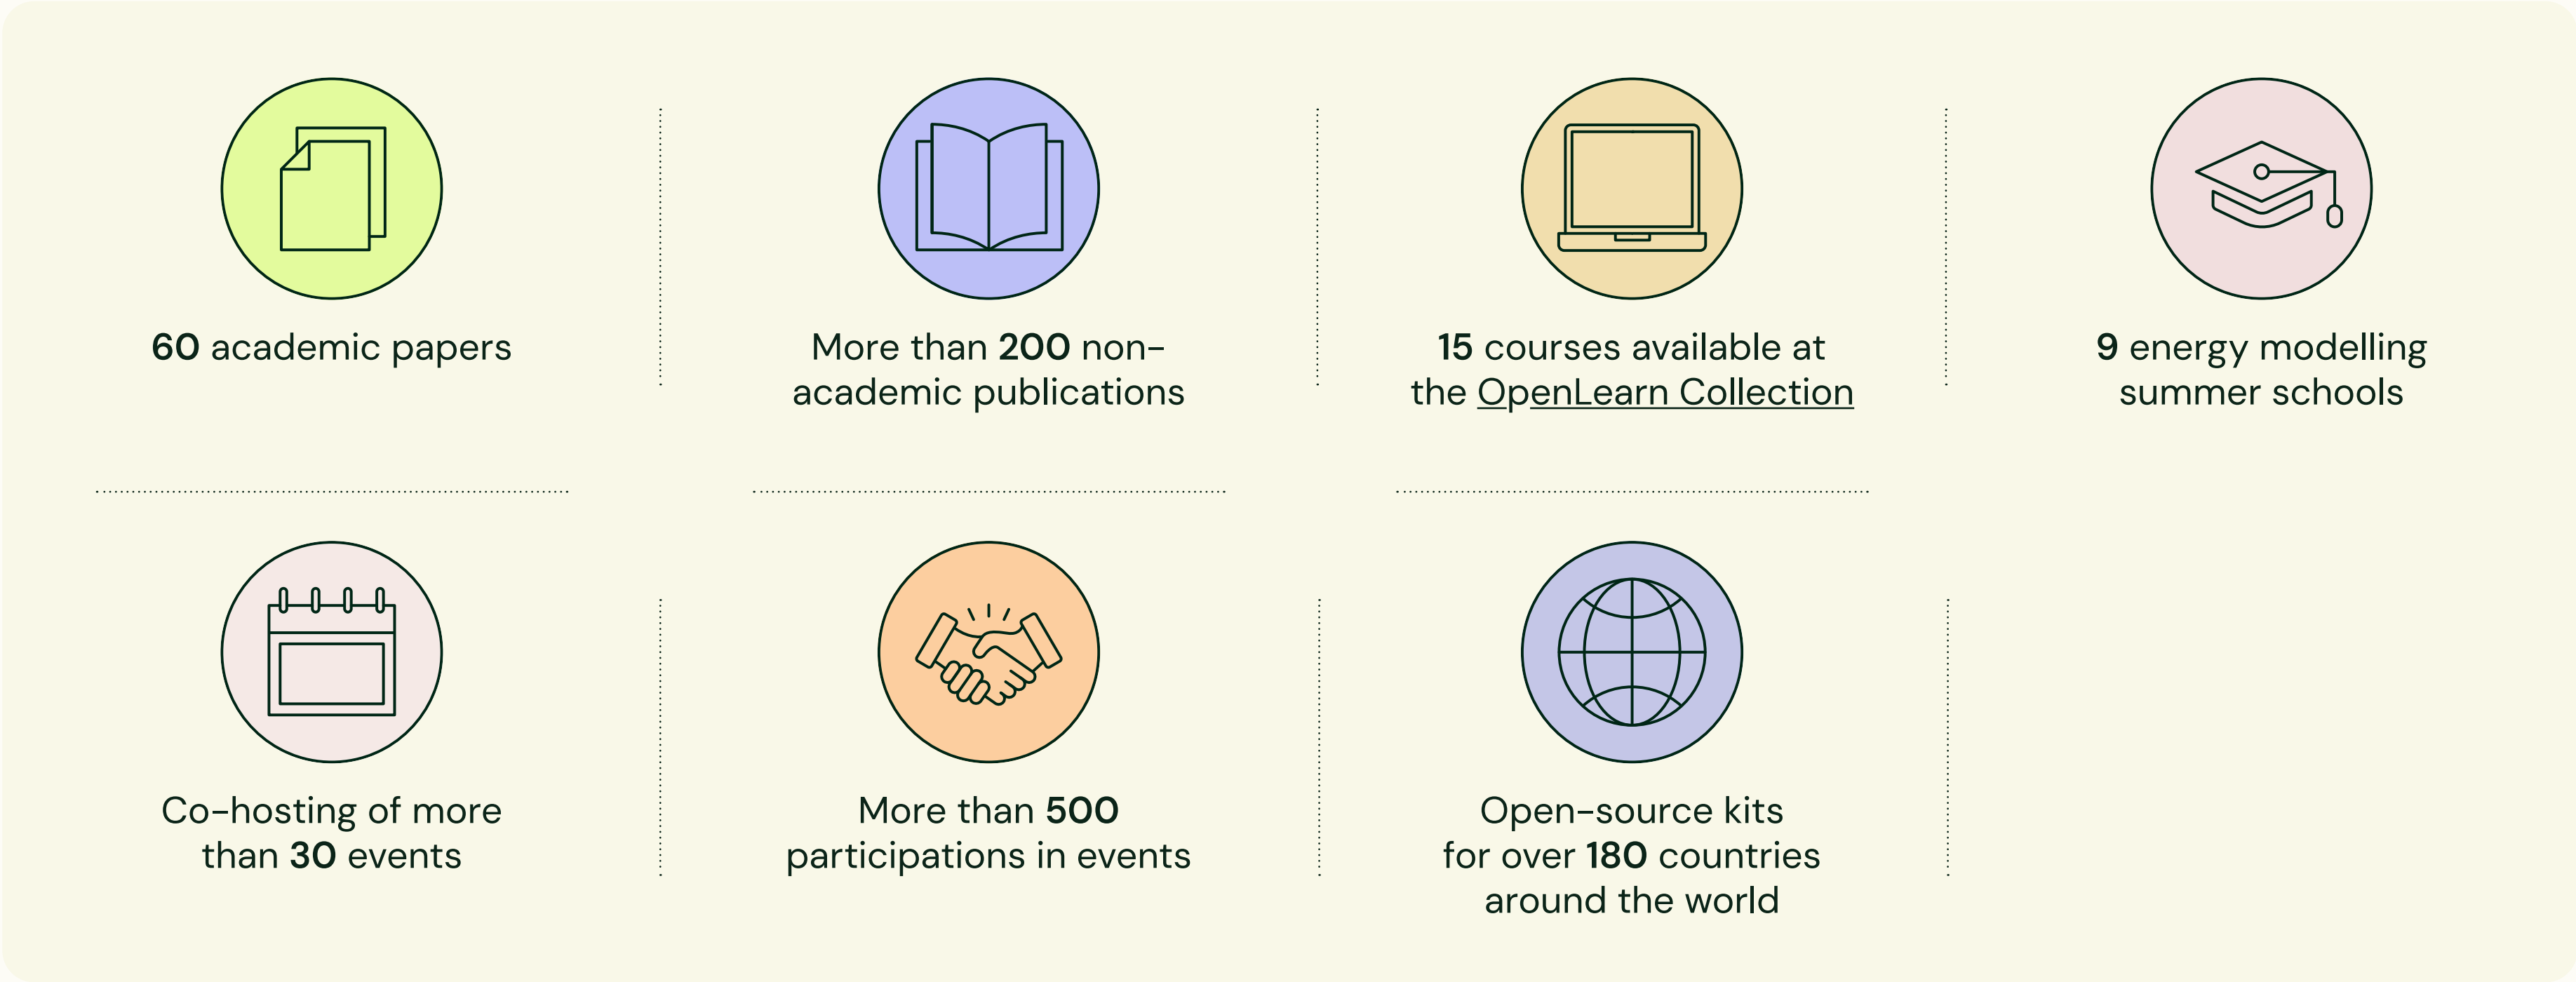 60 academic papers
More than 200 non-
academic publications
15 courses available at
the OpenLearn Collection
9 energy modelling
summer schools
Co-hosting of more
than 30 events
More than 500
participations in events
Open-source kits
for over 180 countries
around the world